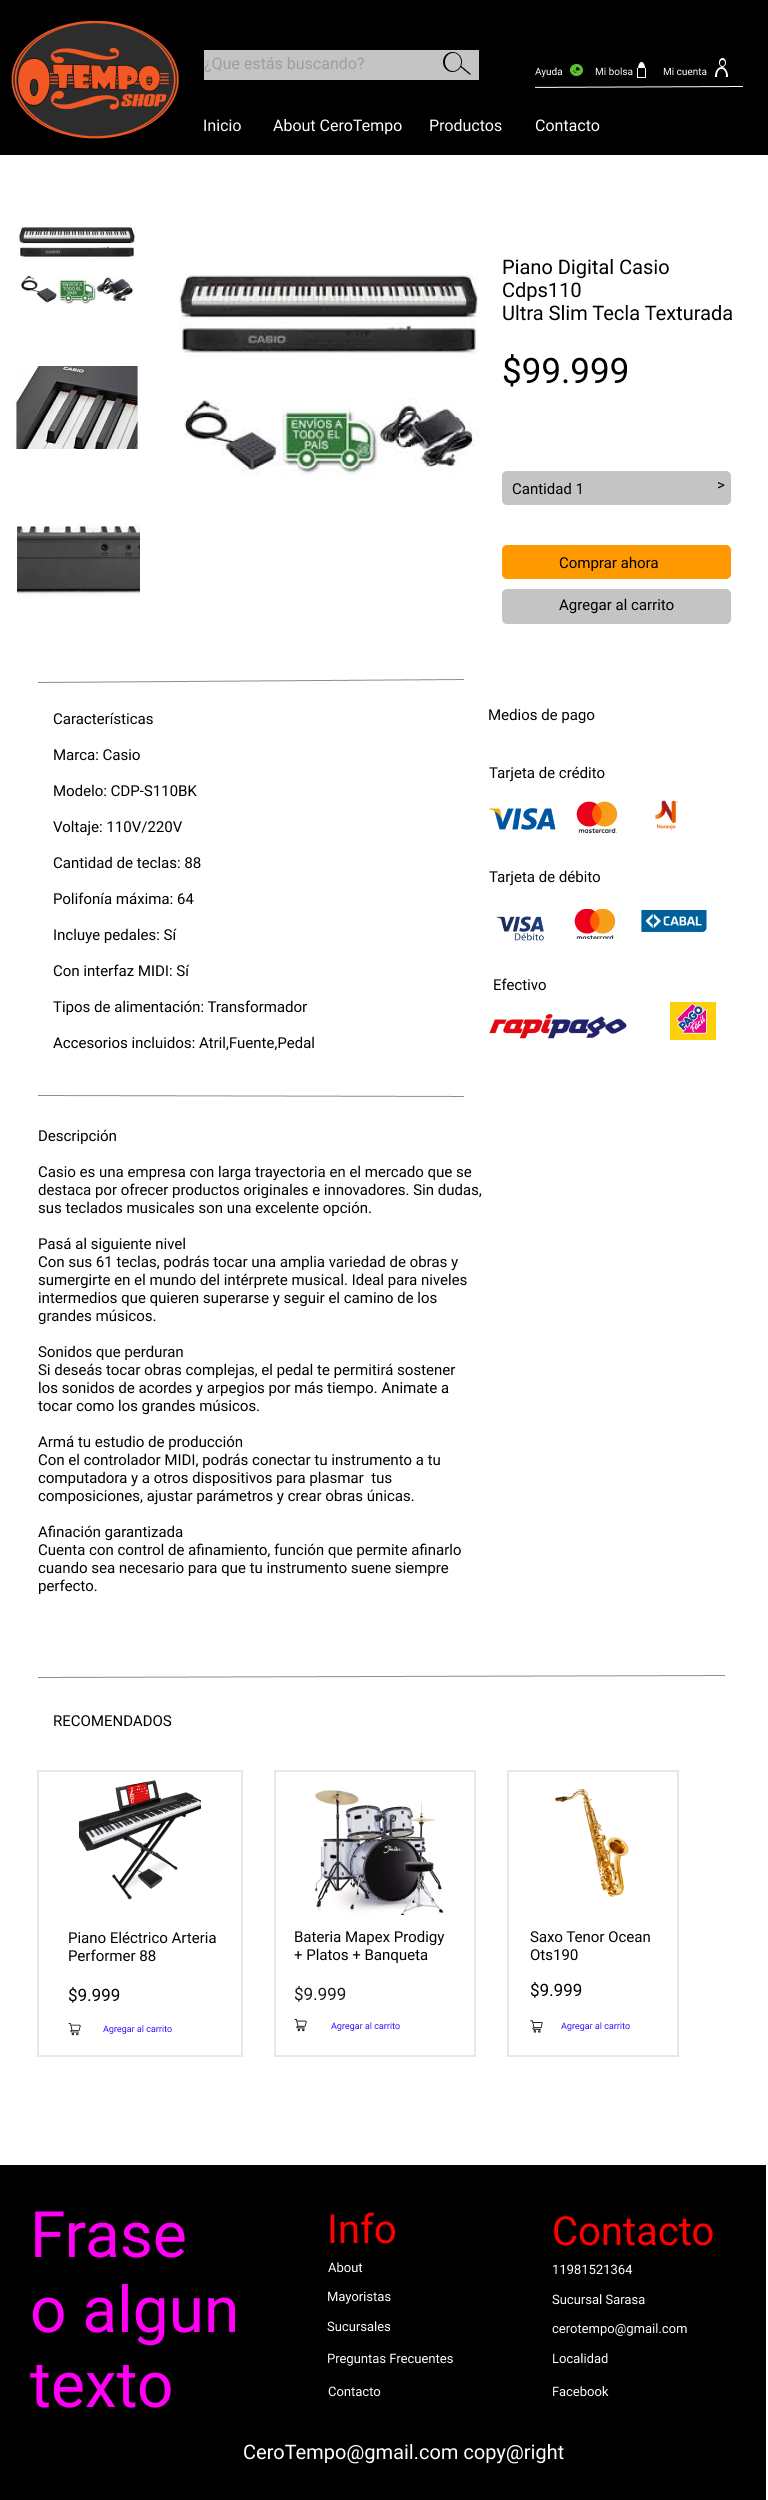 OTEMPO
SHOP
¿Que estás buscando?
Ayuda
Mi bolsa
Mi cuenta
Inicio
About CeroTempo
Productos
Contacto
CASIO
CASIO
CASIO
ENVÍOS A
TODO EL
PAÍS
Piano Digital Casio
Cdps110
Ultra Slim Tecla Texturada
$99.999
Cantidad 1
>
Comprar ahora
Agregar al carrito
Características
Marca: Casio
Modelo: CDP-S110BK
Voltaje: 110V/220V
Cantidad de teclas: 88
Polifonía máxima: 64
Incluye pedales: Sí
Con interfaz MIDI: Sí
Tipos de alimentación: Transformador
Accesorios incluidos: Atril,Fuente,Pedal
Medios de pago
Tarjeta de crédito
VISA
mastercard
Naranja
Tarjeta de débito
VISA
Débito
mastercard
CABAL
Efectivo
rapipago
PAGO
fácil
Descripción
Casio es una empresa con larga trayectoria en el mercado que se
destaca por ofrecer productos originales e innovadores. Sin dudas,
sus teclados musicales son una excelente opción.
Pasá al siguiente nivel
Con sus 61 teclas, podrás tocar una amplia variedad de obras y
sumergirte en el mundo del intérprete musical. Ideal para niveles
intermedios que quieren superarse y seguir el camino de los
grandes músicos.
Sonidos que perduran
Si deseás tocar obras complejas, el pedal te permitirá sostener
los sonidos de acordes y arpegios por más tiempo. Animate a
tocar como los grandes músicos.
Armá tu estudio de producción
Con el controlador MIDI, podrás conectar tu instrumento a tu
computadora y a otros dispositivos para plasmar  tus
composiciones, ajustar parámetros y crear obras únicas.
Afinación garantizada
Cuenta con control de afinamiento, función que permite afinarlo
cuando sea necesario para que tu instrumento suene siempre
perfecto.
RECOMENDADOS
Piano Eléctrico Arteria
Performer 88
$9.999
Agregar al carrito
Bateria Mapex Prodigy
+ Platos + Banqueta
$9.999
Agregar al carrito
Saxo Tenor Ocean
Ots190
$9.999
Agregar al carrito
Frase
o algun
texto
Info
About
Mayoristas
Sucursales
Preguntas Frecuentes
Contacto
Contacto
11981521364
Sucursal Sarasa
cerotempo@gmail.com
Localidad
Facebook
CeroTempo@gmail.com copy@right